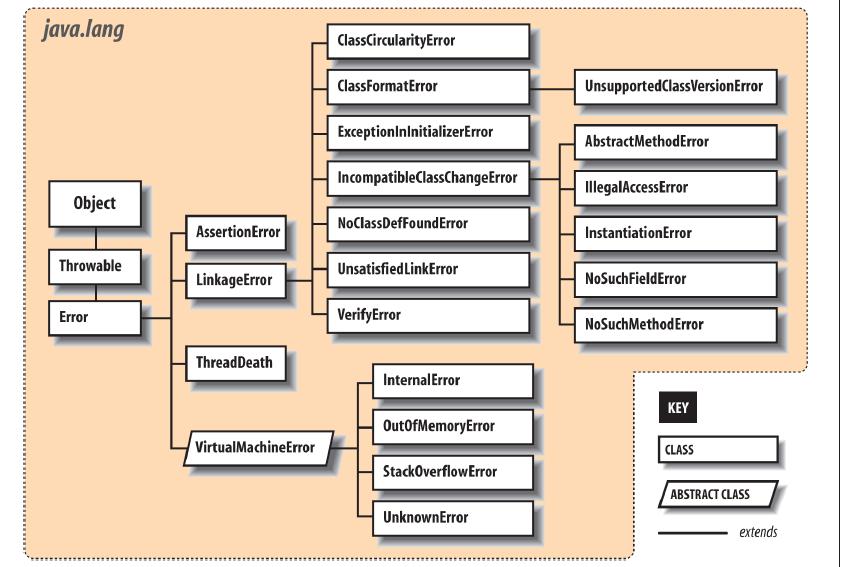 java.lang
Object
Throwable
Error
AssertionError
LinkageError
ThreadDeath
VirtualMachineError
ClassCircularityError
ClassFormatError
ExceptionInInitializerError
IncompatibleClassChangeError
NoClassDefFoundError
UnsatisfiedLinkError
VerifyError
UnsupportedClassVersionError
AbstractMethodError
IllegalAccessError
InstantiationError
NoSuchFieldError
NoSuchMethodError
InternalError
OutOfMemoryError
StackOverflowError
UnknownError
KEY
CLASS
ABSTRACT CLASS
extends